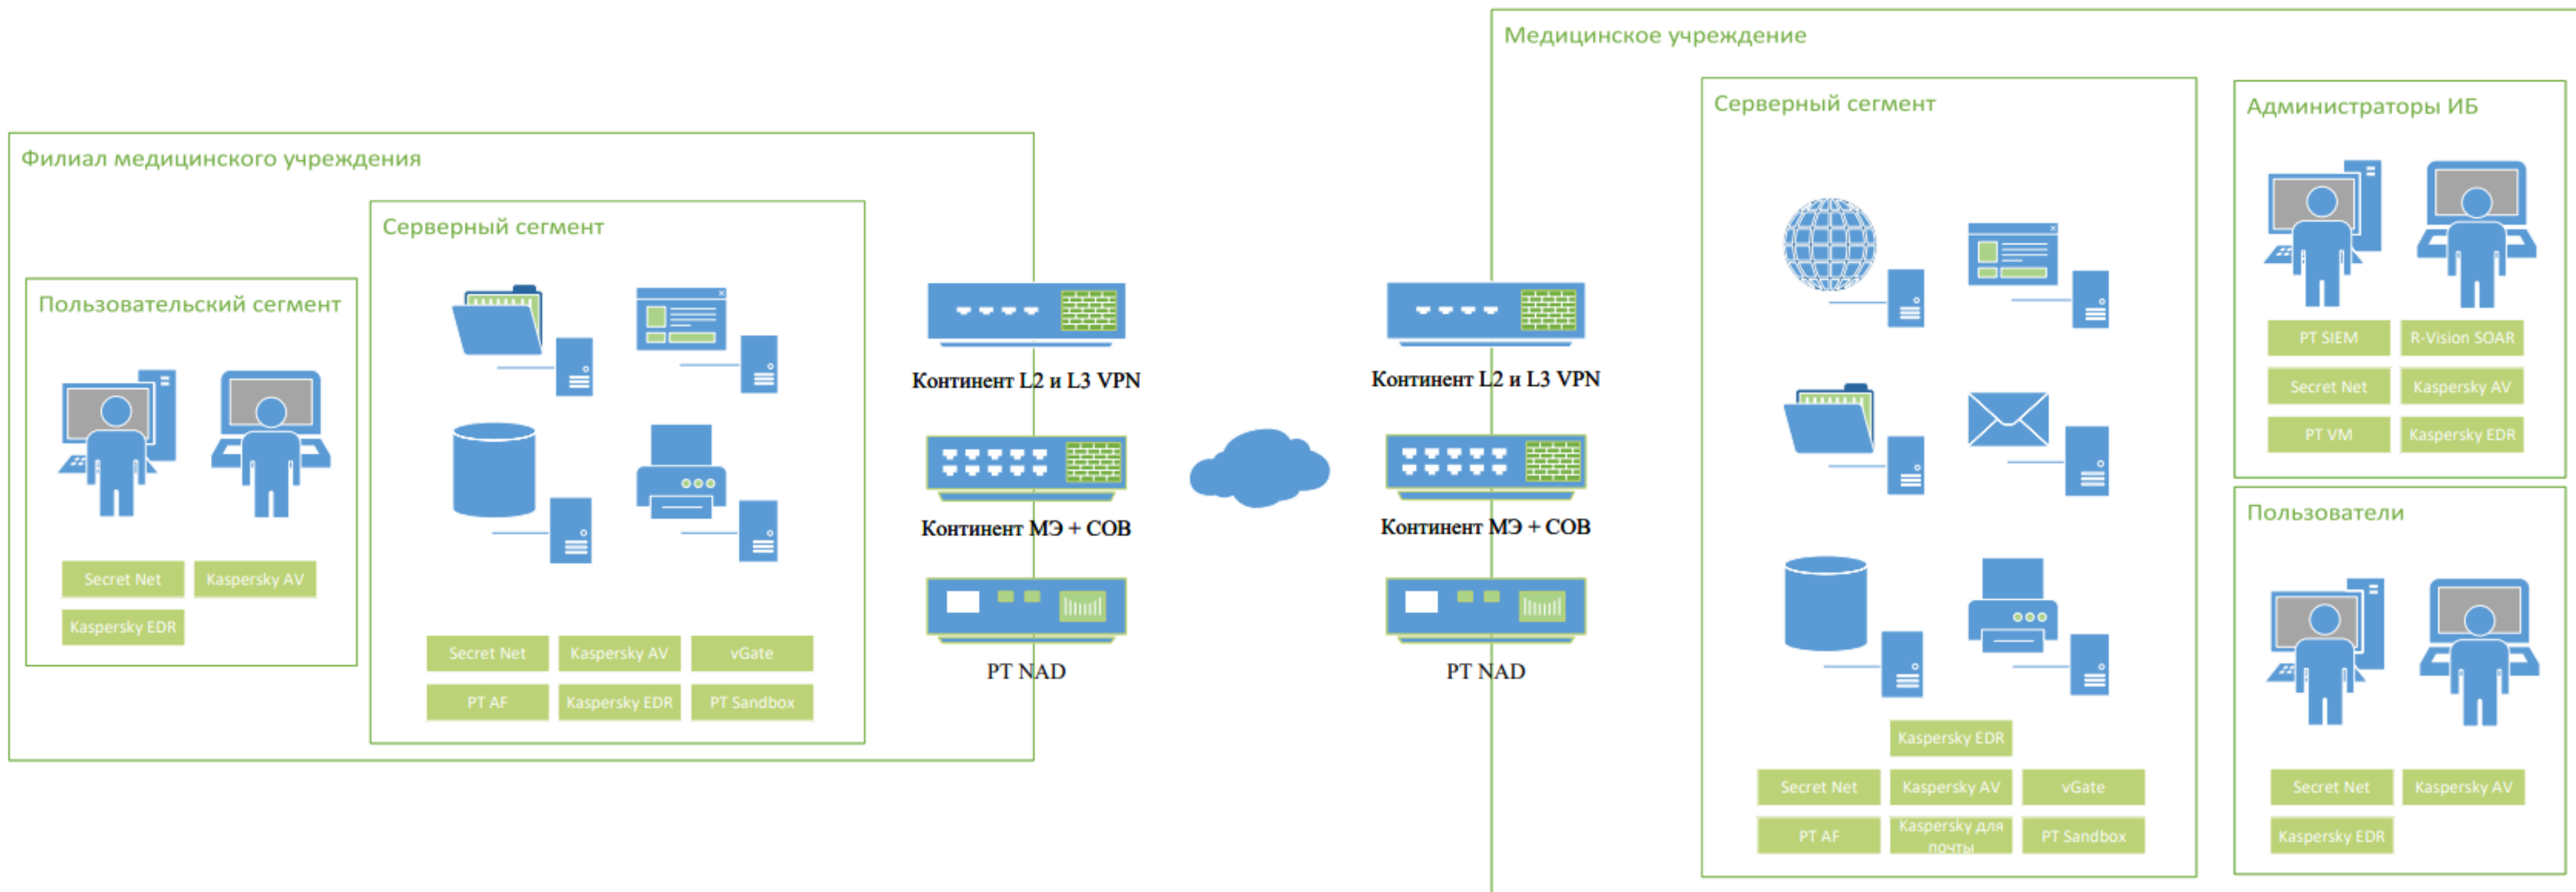 Филиал медицинского учреждения
Пользовательский сегмент
Secret Net
Kaspersky AV
Kaspersky EDR
Серверный сегмент
Secret Net
Kaspersky AV
vGate
PT AF
Kaspersky EDR
PT Sandbox
Континент L2 и L3 VPN
Континент МЭ + СОВ
PT NAD
Континент L2 и L3 VPN
Континент МЭ + СОВ
PT NAD
Медицинское учреждение
Серверный сегмент
Kaspersky EDR
Secret Net
Kaspersky AV
vGate
PT AF
Kaspersky для
почты
PT Sandbox
Администраторы ИБ
PT SIEM
R-Vision SOAR
Secret Net
Kaspersky AV
PT VM
Kaspersky EDR
Пользователи
Secret Net
Kaspersky AV
Kaspersky EDR